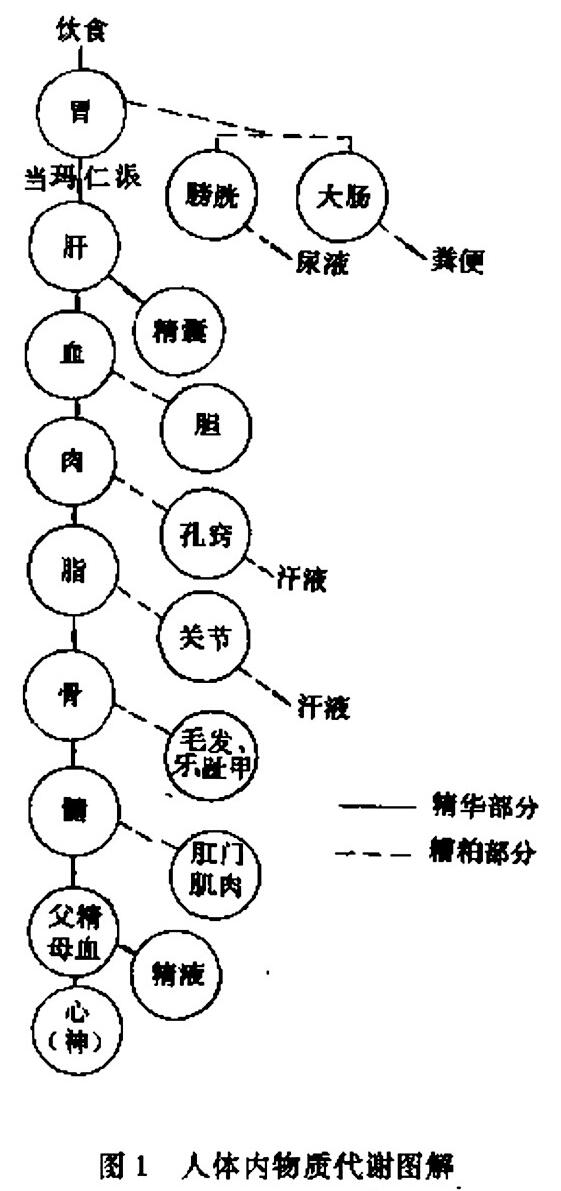 饮食
胃
当玛仁派
膀胱
大肠
尿液
粪便
肝
精囊
血
胆
肉
孔窍
汗液
脂
关节
汗液
骨
毛发、
牙趾甲
髓
肛门
肌肉
精华部分
糟粕部分
父精
母血
精液
心
(神)
图1 人体内物质代谢图解